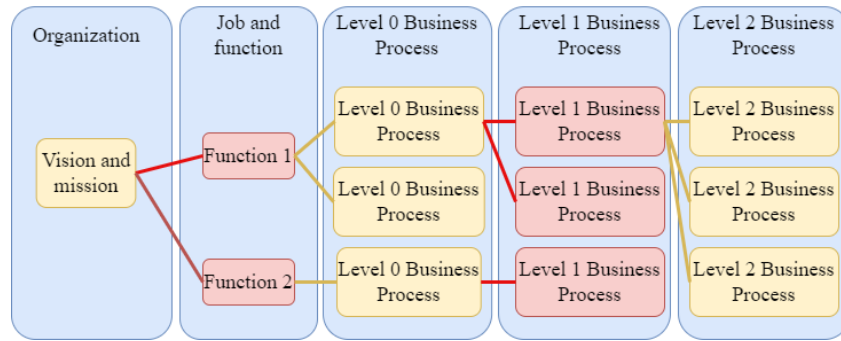 Organization
Job and
function
Level 0 Business
Process
Level 1 Business
Process
Level 2 Business
Process
Vision and
mission
Function 1
Function 2
Level 0 Business
Process
Level 0 Business
Process
Level 0 Business
Process
Level 1 Business
Process
Level 1 Business
Process
Level 1 Business
Process
Level 2 Business
Process
Level 2 Business
Process
Level 2 Business
Process